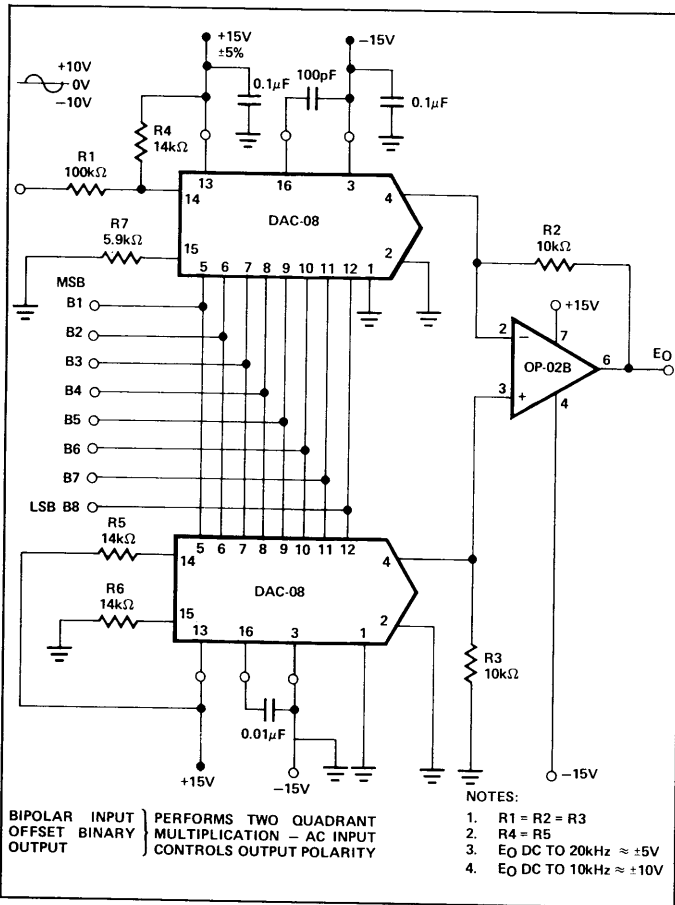 +15V
±5%
−15V
+10V
0V
−10V
0.1μF
100pF
0.1μF
R4
14kΩ
R1
100kΩ
13
16
3
14
4
DAC-08
R2
10kΩ
R7
5.9kΩ
15
2
5 6 7 8 9 10 11 12 1
MSB
B1
B2
B3
B4
B5
B6
B7
LSB B8
+15V
2
−
7
OP-02B
6
EO
3
+
4
R5
14kΩ
5 6 7 8 9 10 11 12
14
4
R6
14kΩ
DAC-08
15
2
13
16
3
1
R3
10kΩ
0.01μF
+15V
−15V
−15V
BIPOLAR INPUT
OFFSET BINARY
OUTPUT
PERFORMS TWO QUADRANT
MULTIPLICATION – AC INPUT
CONTROLS OUTPUT POLARITY
NOTES:
1. R1 = R2 = R3
2. R4 = R5
3. EO DC TO 20kHz ≈ ±5V
4. EO DC TO 10kHz ≈ ±10V